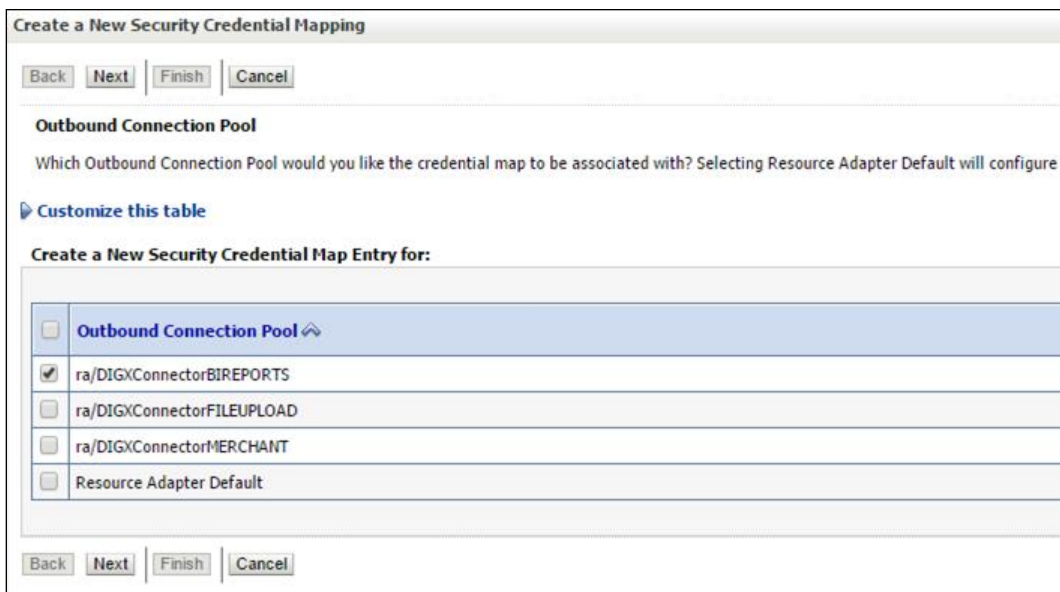 Create a New Security Credential Mapping
Back Next Finish Cancel
Outbound Connection Pool
Which Outbound Connection Pool would you like the credential map to be associated with? Selecting Resource Adapter Default will configure
Customize this table
Create a New Security Credential Map Entry for:
Outbound Connection Pool
ra/DIGXConnectorBIREPORTS
ra/DIGXConnectorFILEUPLOAD
ra/DIGXConnectorMERCHANT
Resource Adapter Default
Back Next Finish Cancel